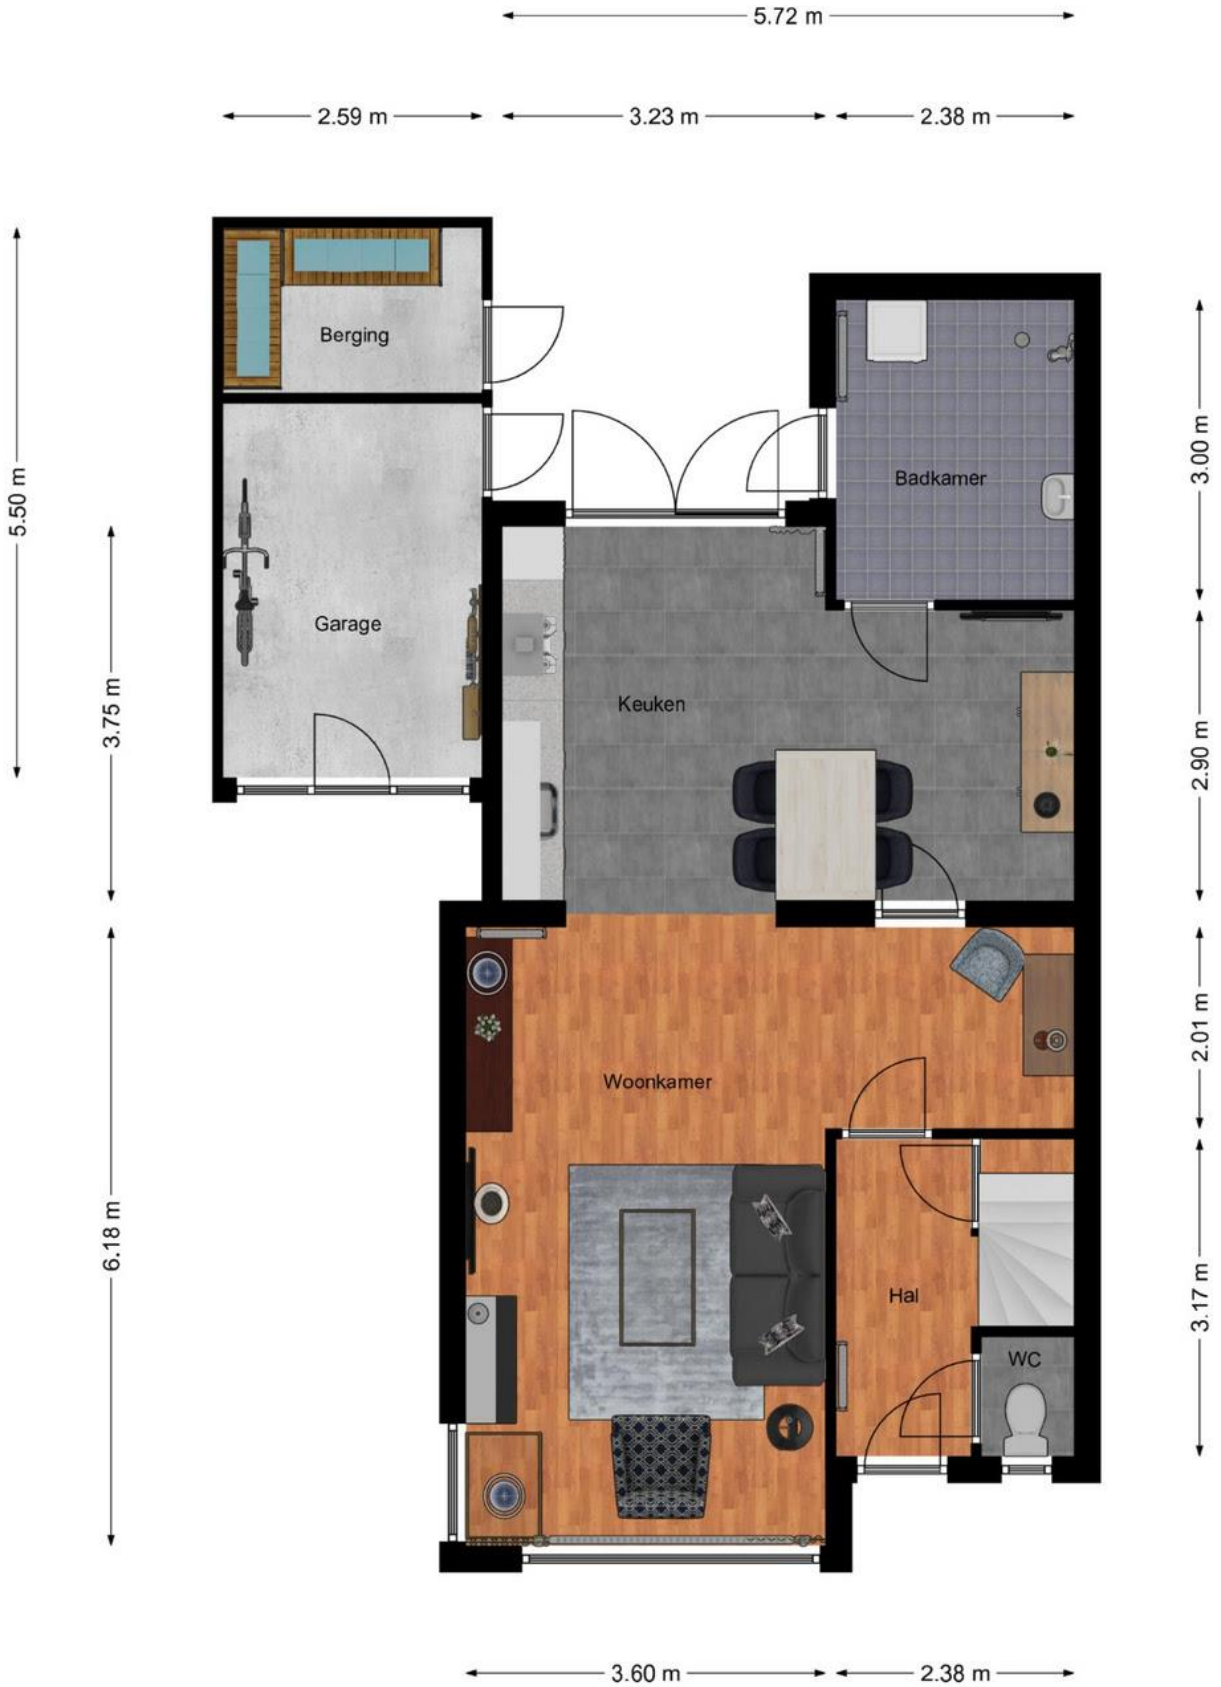 5.72 m
2.59 m
3.23 m
2.38 m
Berging
5.50 m
3.00 m
Badkamer
Garage
3.75 m
Keuken
2.90 m
2.01 m
Woonkamer
6.18 m
Hal
3.17 m
WC
3.60 m
2.38 m